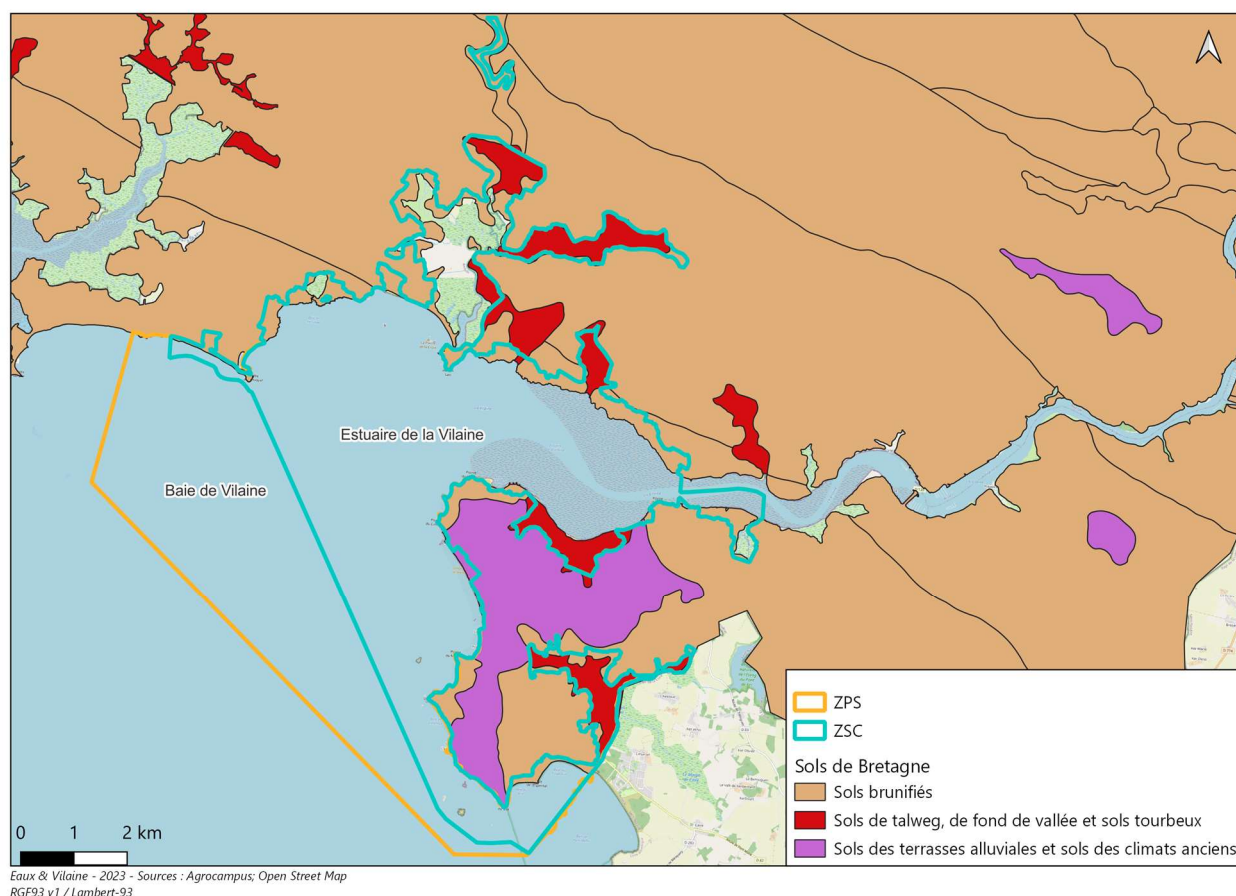 Estuaire de la Vilaine
Baie de Vilaine
ZPS
ZSC
Sols de Bretagne
Sols brunifiés
Sols de talweg, de fond de vallée et sols tourbeux
Sols des terrasses alluviales et sols des climats anciens
0 1 2 km
Eaux & Vilaine - 2023 - Sources : Agrocampus; Open Street Map
RGF93 v1 / Lambert-93